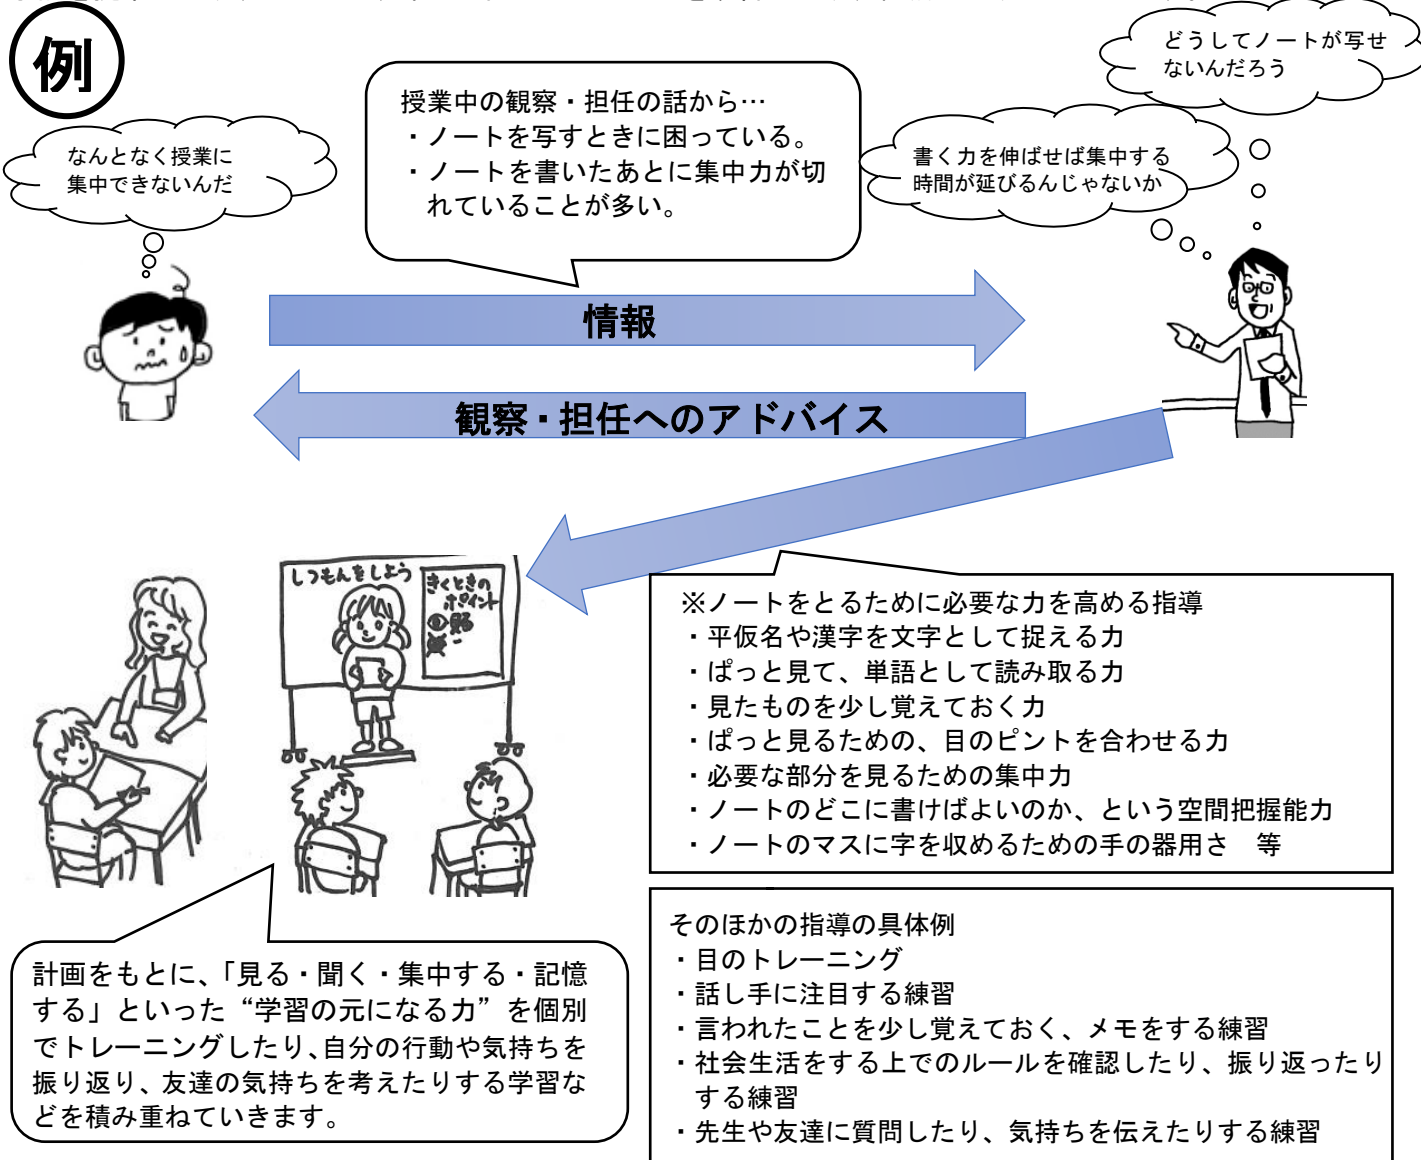 例
どうしてノートが写せ
ないんだろう
授業中の観察・担任の話から…
・ノートを写すときに困っている。
・ノートを書いたあとに集中力が切
れていることが多い。
なんとなく授業に
集中できないんだ
書く力を伸ばせば集中する
時間が延びるんじゃないか
情報
観察・担任へのアドバイス
しつもんをしよう
きくときの
ポイント
※ノートをとるために必要な力を高める指導
・平仮名や漢字を文字として捉える力
・ぱっと見て、単語として読み取る力
・見たものを少し覚えておく力
・ぱっと見るための、目のピントを合わせる力
・必要な部分を見るための集中力
・ノートのどこに書けばよいのか、という空間把握能力
・ノートのマスに字を収めるための手の器用さ　等
計画をもとに、「見る・聞く・集中する・記憶
する」といった“学習の元になる力”を個別
でトレーニングしたり、自分の行動や気持ちを
振り返り、友達の気持ちを考えたりする学習な
どを積み重ねていきます。
そのほかの指導の具体例
・目のトレーニング
・話し手に注目する練習
・言われたことを少し覚えておく、メモをする練習
・社会生活をする上でのルールを確認したり、振り返ったり
する練習
・先生や友達に質問したり、気持ちを伝えたりする練習